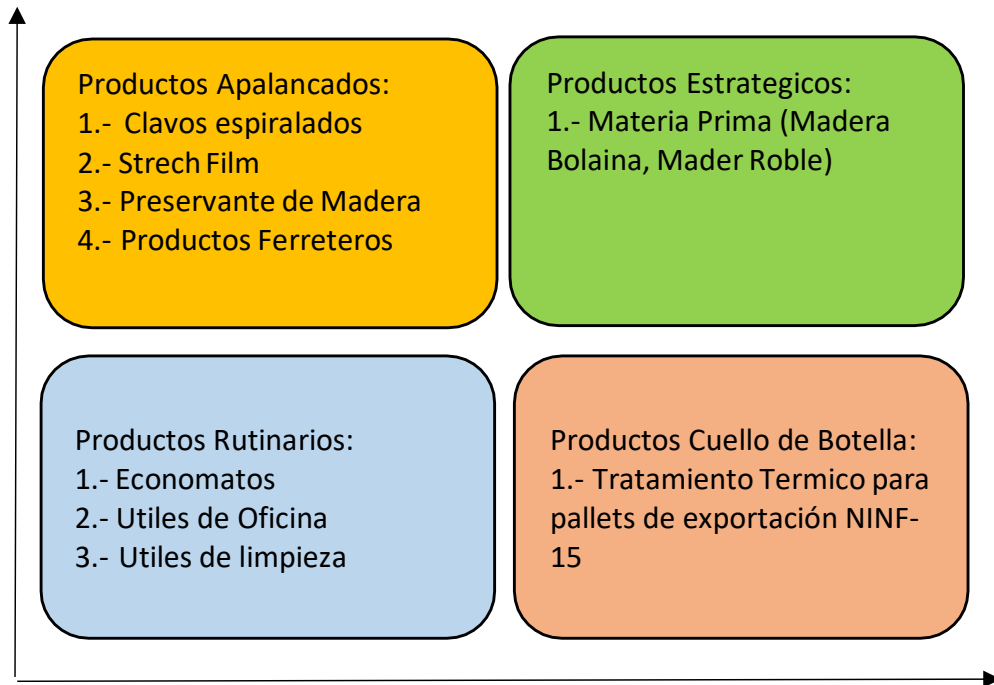 Productos Apalancados:
1.- Clavos espiralados
2.- Strech Film
3.- Preservante de Madera
4.- Productos Ferreteros
Productos Estrategicos:
1.- Materia Prima (Madera
Bolaina, Mader Roble)
Productos Rutinarios:
1.- Economatos
2.- Utiles de Oficina
3.- Utiles de limpieza
Productos Cuello de Botella:
1.- Tratamiento Termico para
pallets de exportación NINF-
15